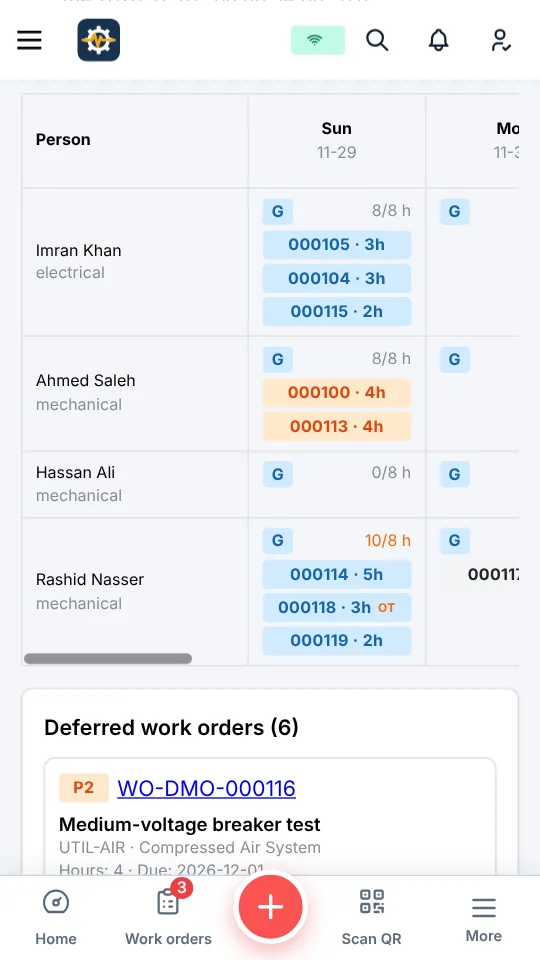 Person
Sun
11-29
G
8/8 h
G
Imran Khan
electrical
000105 · 3h
000104 · 3h
000115 · 2h
G
8/8 h
G
Ahmed Saleh
mechanical
000100 · 4h
000113 · 4h
Hassan Ali
mechanical
G
0/8 h
G
G
10/8 h
G
Rashid Nasser
mechanical
000114 · 5h
000118 · 3h OT
000119 · 2h
Deferred work orders (6)
P2 WO-DMO-000116
Medium-voltage breaker test
UTIL-AIR · Compressed Air System
Hours: 4 · Due: 2026-12-01
3
Home
Work orders
Scan QR
More